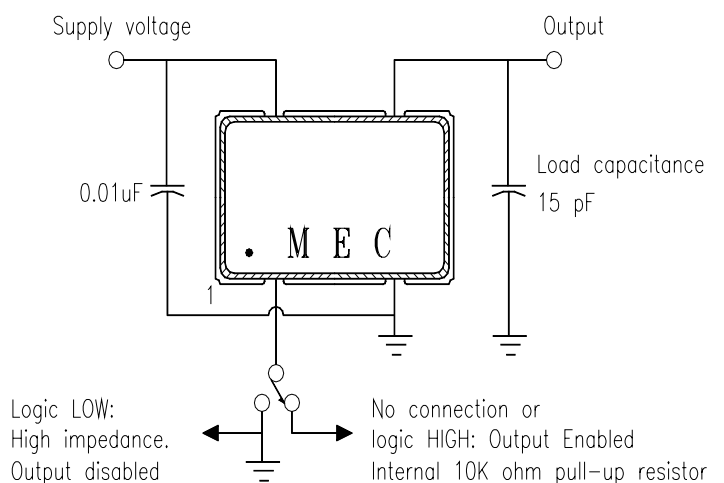 Supply voltage
Output
0.01uF
Load capacitance
15 pF
M E C
1
Logic LOW:
High impedance.
Output disabled
No connection or
logic HIGH: Output Enabled
Internal 10K ohm pull-up resistor